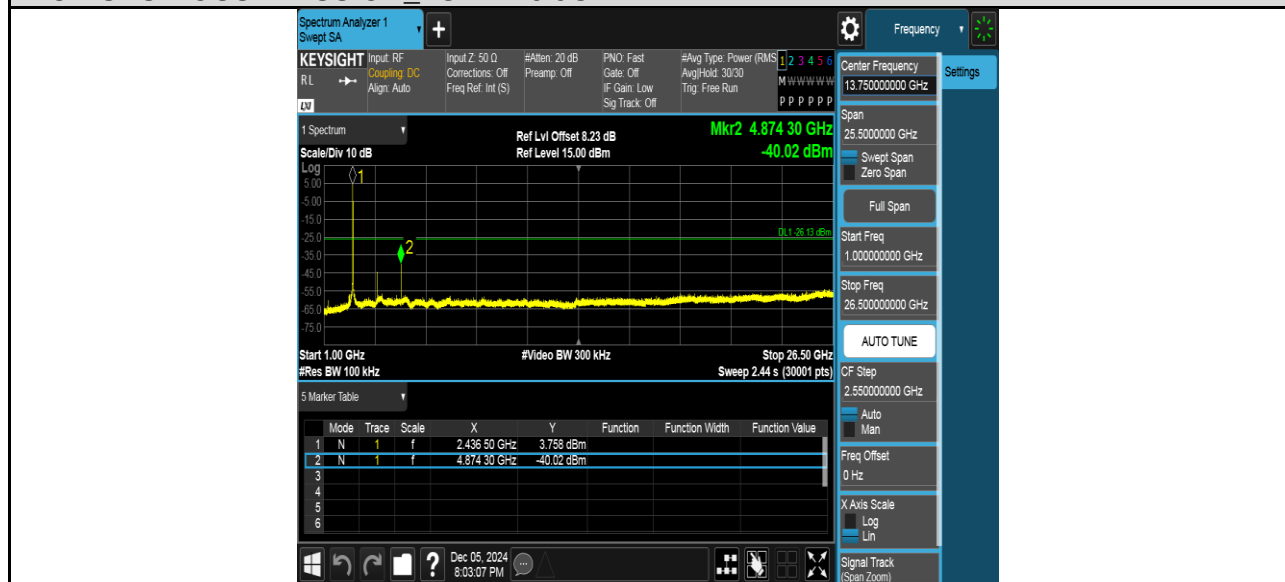 Spectrum Analyzer 1
Swept SA
+
Frequency
KEYSIGHT
RL
LXI
Input: RF
Coupling: DC
Align: Auto
Input Z: 50 Ω
Corrections: Off
Freq Ref: Int (S)
#Atten: 20 dB
Preamp: Off
PNO: Fast
Gate: Off
IF Gain: Low
Sig Track: Off
#Avg Type: Power (RMS
Avg|Hold: 30/30
Trig: Free Run
1 2 3 4 5 6
M W W W W W
P P P P P P
Center Frequency
13.750000000 GHz
Settings
Span
25.5000000 GHz
Swept Span
Zero Span
Full Span
Start Freq
1.000000000 GHz
Stop Freq
26.500000000 GHz
AUTO TUNE
CF Step
2.550000000 GHz
Auto
Man
Freq Offset
0 Hz
X Axis Scale
Log
Lin
Signal Track
(Span Zoom)
1 Spectrum
Scale/Div 10 dB
Ref Lvl Offset 8.23 dB
Ref Level 15.00 dBm
Mkr2 4.874 30 GHz
-40.02 dBm
Log
5.00
-5.00
-15.0
-25.0
-35.0
-45.0
-55.0
-65.0
-75.0
1
2
DL1 -26.13 dBm
Start 1.00 GHz
#Video BW 300 kHz
Stop 26.50 GHz
#Res BW 100 kHz
Sweep 2.44 s (30001 pts)
5 Marker Table
Mode Trace Scale X Y Function Function Width Function Value
1 N 1 f 2.436 50 GHz 3.758 dBm
2 N 1 f 4.874 30 GHz -40.02 dBm
3
4
5
6
?
Dec 05, 2024
8:03:07 PM